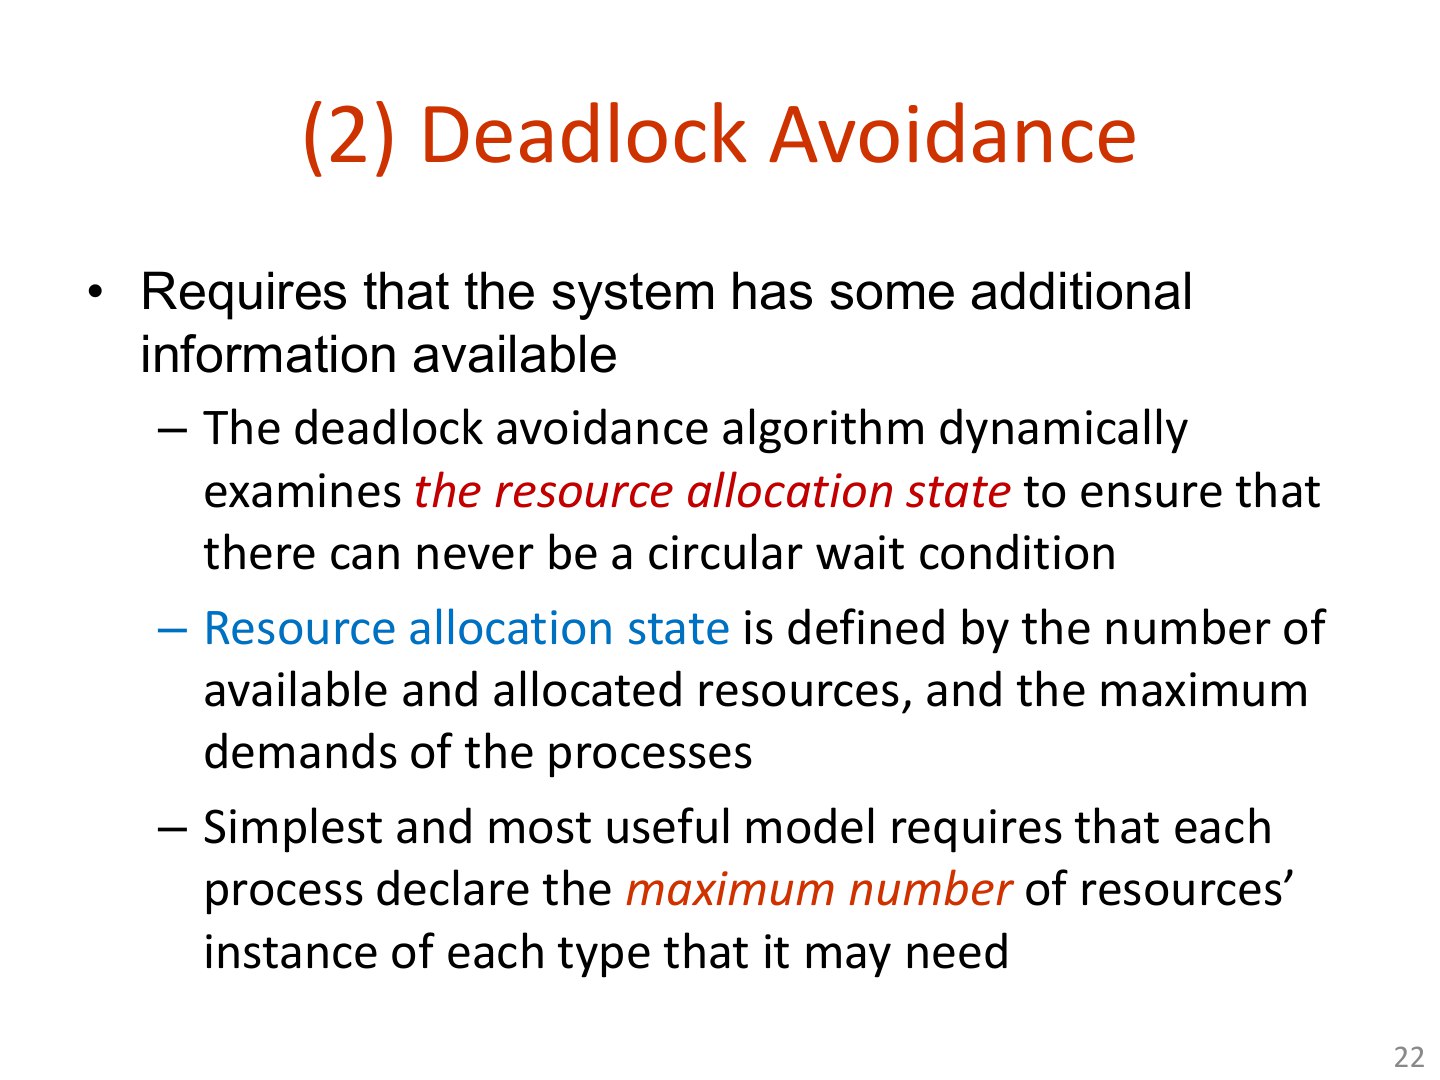 (2) Deadlock Avoidance
• Requires that the system has some additional
information available
– The deadlock avoidance algorithm dynamically
examines the resource allocation state to ensure that
there can never be a circular wait condition
– Resource allocation state is defined by the number of
available and allocated resources, and the maximum
demands of the processes
– Simplest and most useful model requires that each
process declare the maximum number of resources’
instance of each type that it may need
22